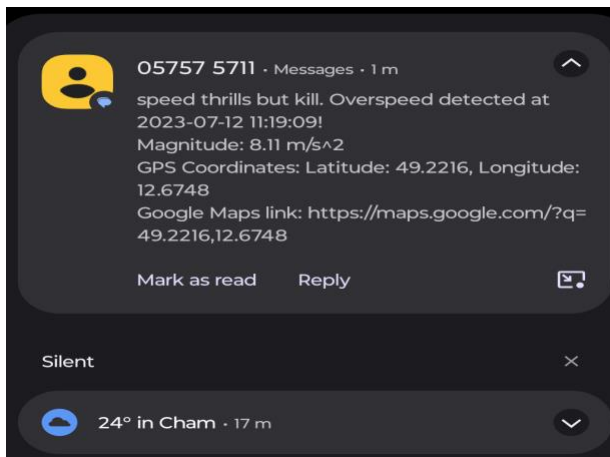 05757 5711 · Messages · 1 m
speed thrills but kill. Overspeed detected at
2023-07-12 11:19:09!
Magnitude: 8.11 m/s^2
GPS Coordinates: Latitude: 49.2216, Longitude:
12.6748
Google Maps link: https://maps.google.com/?q=
49.2216,12.6748
Mark as read Reply
Silent
24° in Cham · 17 m